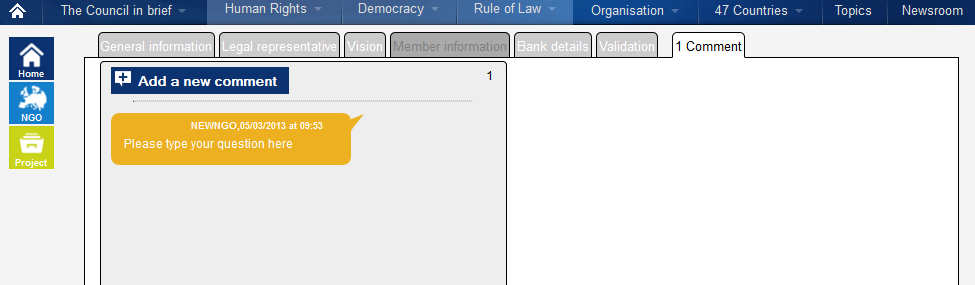 The Council in brief Human Rights Democracy Rule of Law Organisation 47 Countries Topics Newsroom
General information Legal representative Vision Member information Bank details Validation 1 Comment
Home
NGO
Project
Add a new comment 1
NEWNGO,05/03/2013 at 09:53
Please type your question here